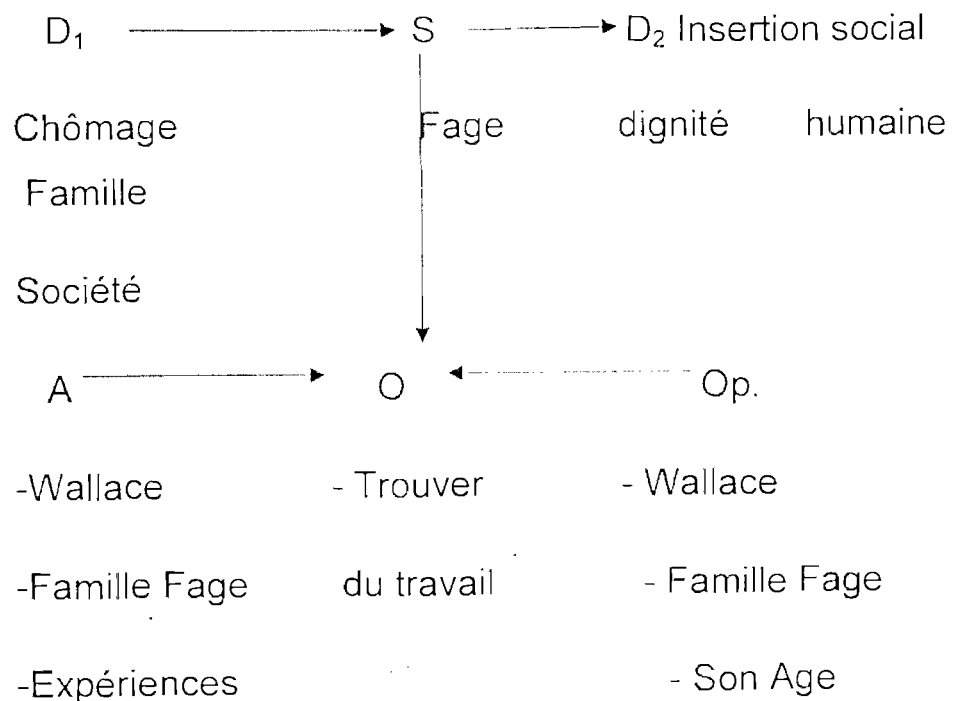 D₁ S D₂ Insertion social
Chômage Fage dignité humaine
Famille
Société
A O Op.
-Wallace - Trouver - Wallace
-Famille Fage du travail - Famille Fage
-Expériences - Son Age